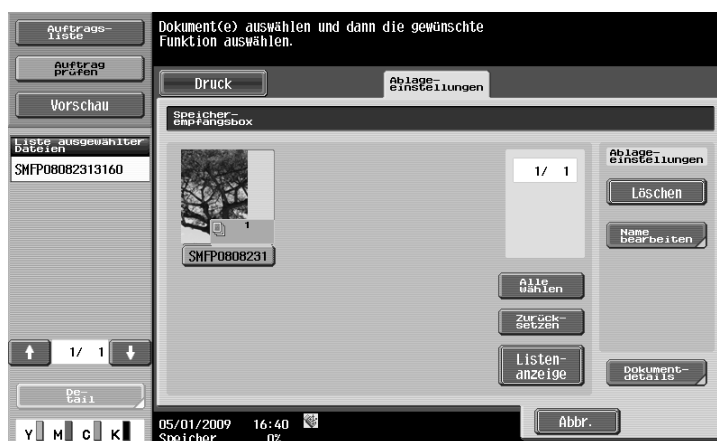 Auftrags-
liste
Auftrag
prüfen
Vorschau
Liste ausgewählter
Dateien
SMFP08082313160
1/ 1
De-
tail
Y M C K
Dokument(e) auswählen und dann die gewünschte
Funktion auswählen.
Druck
Ablage-
einstellungen
Speicher-
empfangsbox
1
SMFP0808231
1/ 1
Alle
wählen
Zurück-
setzen
Listen-
anzeige
Ablage-
einstellungen
Löschen
Name
bearbeiten
Dokument-
details
05/01/2009 16:40
Speicher 0%
Abbr.